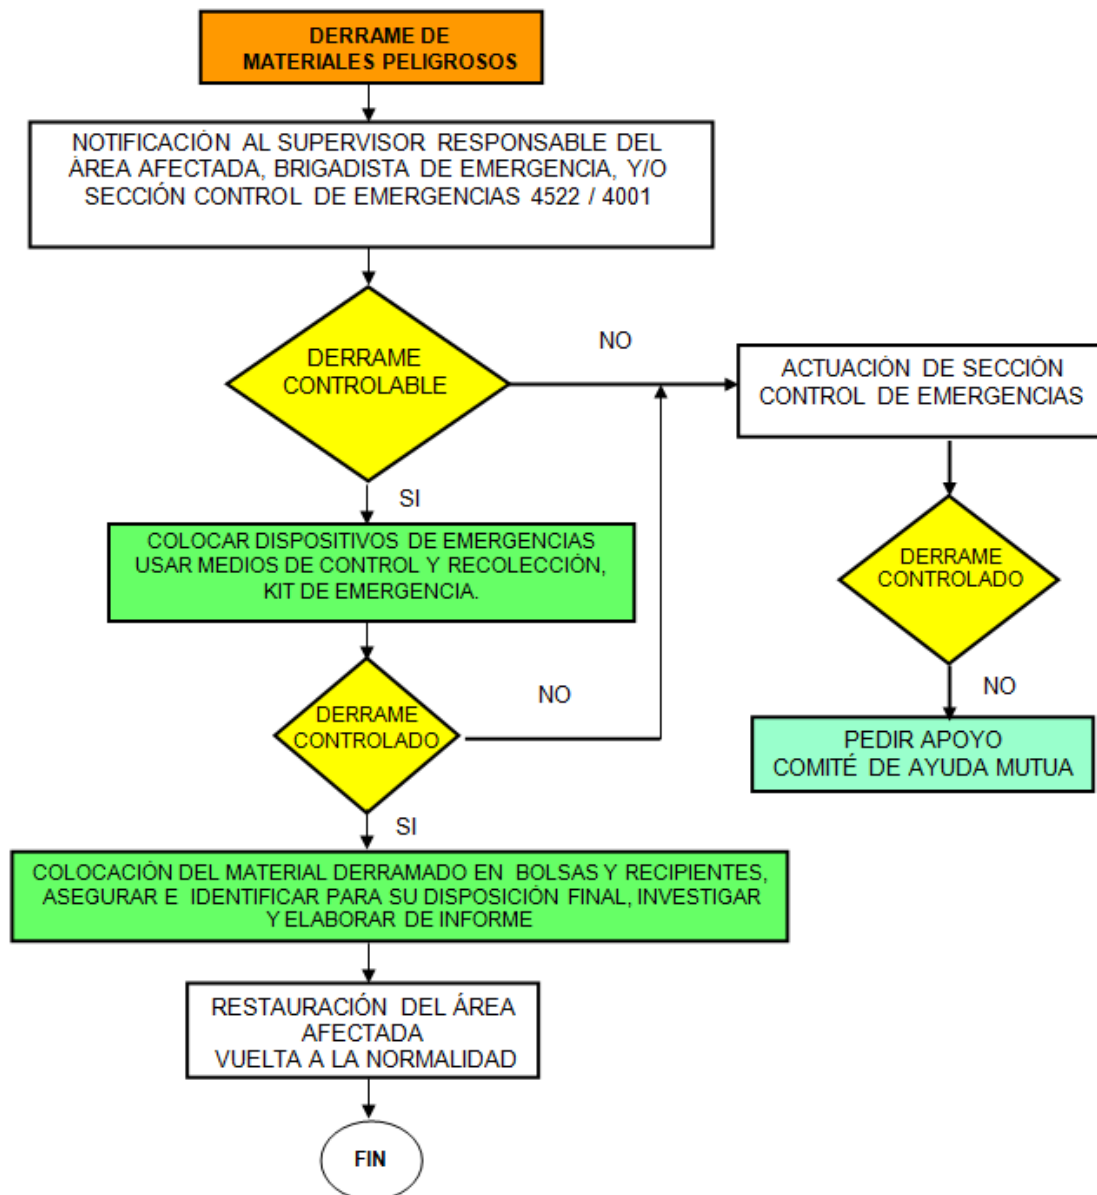 DERRAME DE
MATERIALES PELIGROSOS
NOTIFICACIÓN AL SUPERVISOR RESPONSABLE DEL
ÁREA AFECTADA, BRIGADISTA DE EMERGENCIA, Y/O
SECCIÓN CONTROL DE EMERGENCIAS 4522 / 4001
DERRAME
CONTROLABLE
NO
ACTUACIÓN DE SECCIÓN
CONTROL DE EMERGENCIAS
SI
COLOCAR DISPOSITIVOS DE EMERGENCIAS
USAR MEDIOS DE CONTROL Y RECOLECCIÓN,
KIT DE EMERGENCIA.
DERRAME
CONTROLADO
NO
DERRAME
CONTROLADO
NO
PEDIR APOYO
COMITÉ DE AYUDA MUTUA
SI
COLOCACIÓN DEL MATERIAL DERRAMADO EN BOLSAS Y RECIPIENTES,
ASEGURAR E IDENTIFICAR PARA SU DISPOSICIÓN FINAL, INVESTIGAR
Y ELABORAR DE INFORME
RESTAURACIÓN DEL ÁREA
AFECTADA
VUELTA A LA NORMALIDAD
FIN